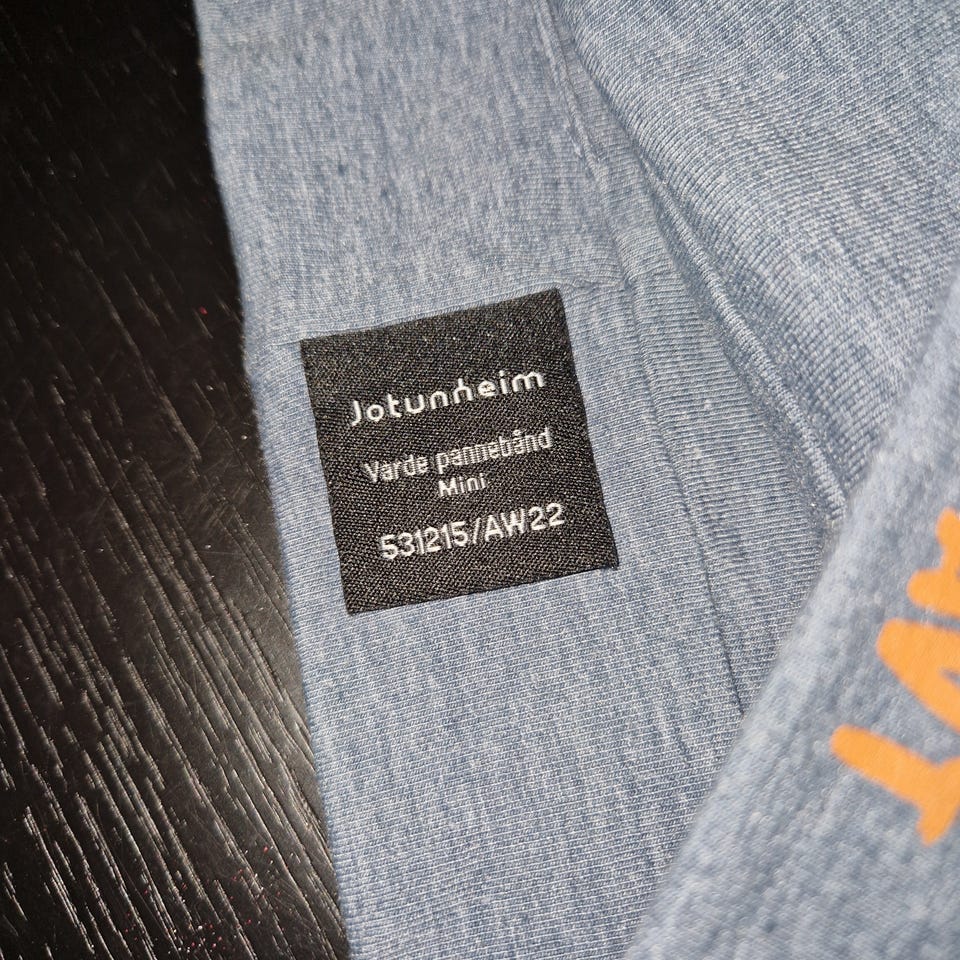 Jotunheim
Varde pannebånd
Mini
531215/AW22